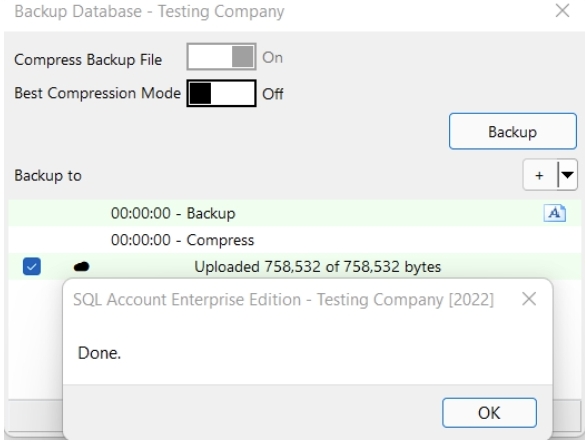 Backup Database - Testing Company
Compress Backup File On
Best Compression Mode Off
Backup
Backup to +
00:00:00 - Backup
00:00:00 - Compress
Uploaded 758,532 of 758,532 bytes
SQL Account Enterprise Edition - Testing Company [2022]
Done.
OK